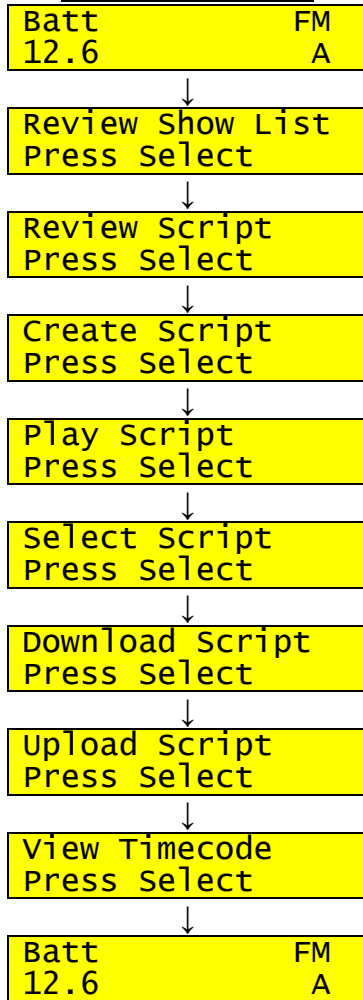 Batt FM
12.6 A
↓
Review Show List
Press Select
↓
Review Script
Press Select
↓
Create Script
Press Select
↓
Play Script
Press Select
↓
Select Script
Press Select
↓
Download Script
Press Select
↓
Upload Script
Press Select
↓
View Timecode
Press Select
↓
Batt FM
12.6 A